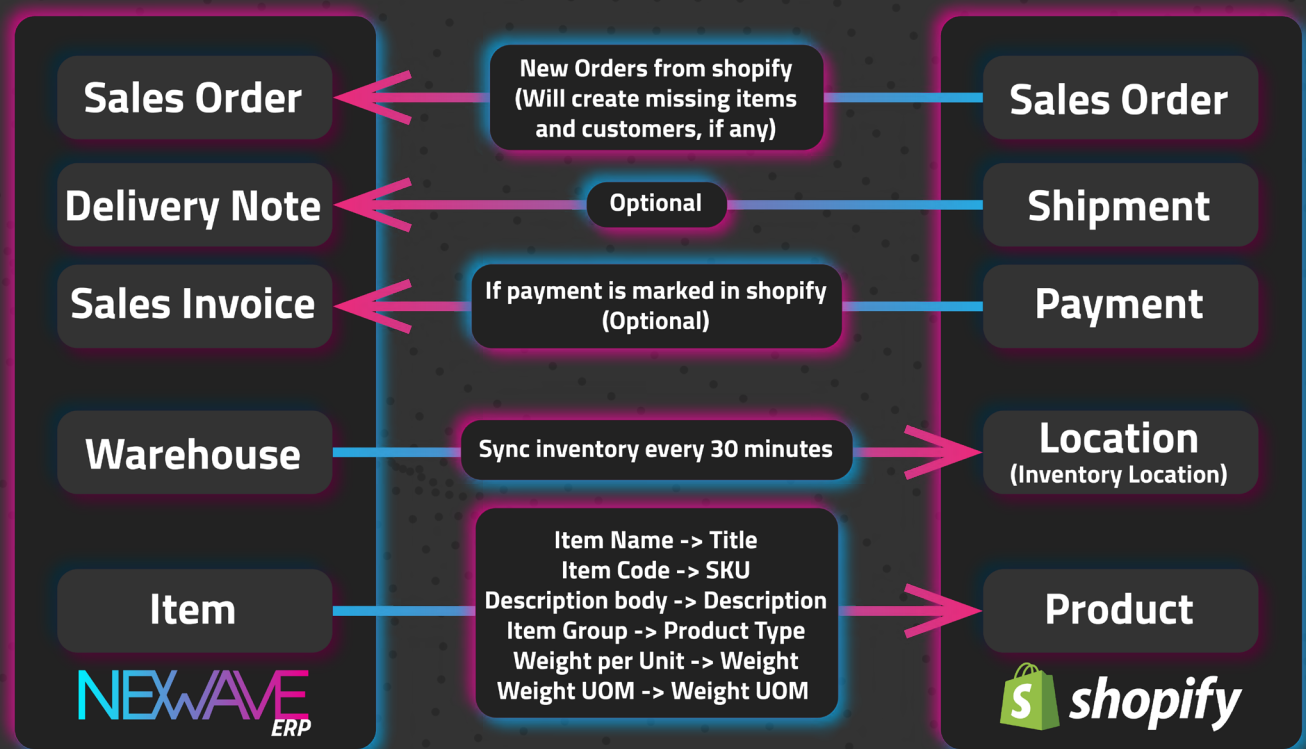 Sales Order
New Orders from shopify
(Will create missing items
and customers, if any)
Sales Order
Delivery Note
Optional
Shipment
Sales Invoice
If payment is marked in shopify
(Optional)
Payment
Warehouse
Sync inventory every 30 minutes
Location
(Inventory Location)
Item
Item Name -> Title
Item Code -> SKU
Description body -> Description
Item Group -> Product Type
Weight per Unit -> Weight
Weight UOM -> Weight UOM
Product
NEXWAVE
ERP
shopify